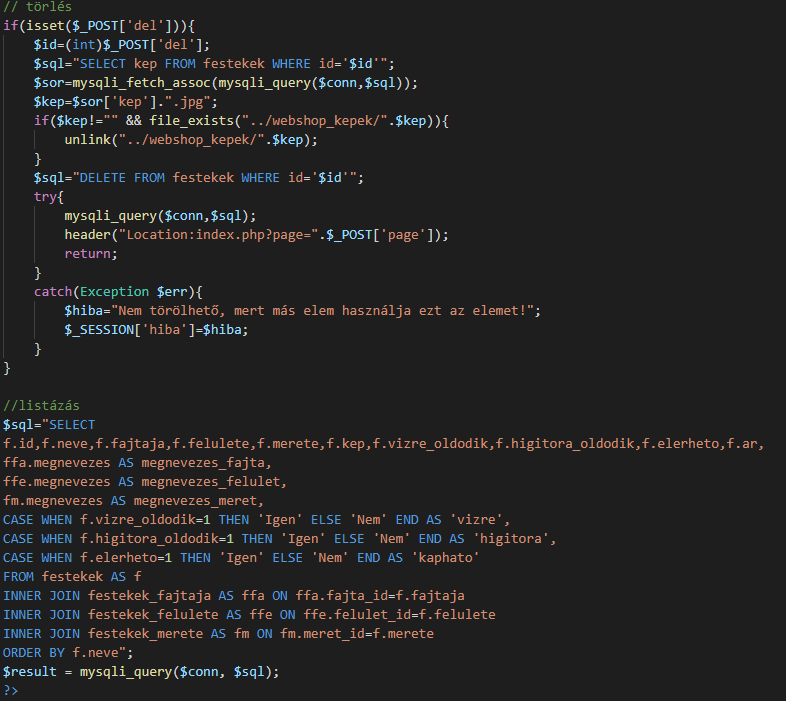 // törlés
if(isset($_POST['del'])){
    $id=(int)$_POST['del'];
    $sql="SELECT kep FROM festekek WHERE id='$id'";
    $sor=mysqli_fetch_assoc(mysqli_query($conn,$sql));
    $kep=$sor['kep'].".jpg";
    if($kep!="" && file_exists("../webshop_kepek/".$kep)){
        unlink("../webshop_kepek/".$kep);
    }
    $sql="DELETE FROM festekek WHERE id='$id'";
    try{
        mysqli_query($conn,$sql);
        header("Location:index.php?page=".$_POST['page']);
        return;
    }
    catch(Exception $err){
        $hiba="Nem törölhető, mert más elem használja ezt az elemet!";
        $_SESSION['hiba']=$hiba;
    }
}

//listázás
$sql="SELECT
f.id,f.neve,f.fajtaja,f.felulete,f.merete,f.kep,f.vizre_oldodik,f.higitora_oldodik,f.elerheto,f.ar,
ffa.megnevezes AS megnevezes_fajta,
ffe.megnevezes AS megnevezes_felulet,
fm.megnevezes AS megnevezes_meret,
CASE WHEN f.vizre_oldodik=1 THEN 'Igen' ELSE 'Nem' END AS 'vizre',
CASE WHEN f.higitora_oldodik=1 THEN 'Igen' ELSE 'Nem' END AS 'higitora',
CASE WHEN f.elerheto=1 THEN 'Igen' ELSE 'Nem' END AS 'kaphato'
FROM festekek AS f
INNER JOIN festekek_fajtaja AS ffa ON ffa.fajta_id=f.fajtaja
INNER JOIN festekek_felulete AS ffe ON ffe.felulet_id=f.felulete
INNER JOIN festekek_merete AS fm ON fm.meret_id=f.merete
ORDER BY f.neve";
$result = mysqli_query($conn, $sql);
?>